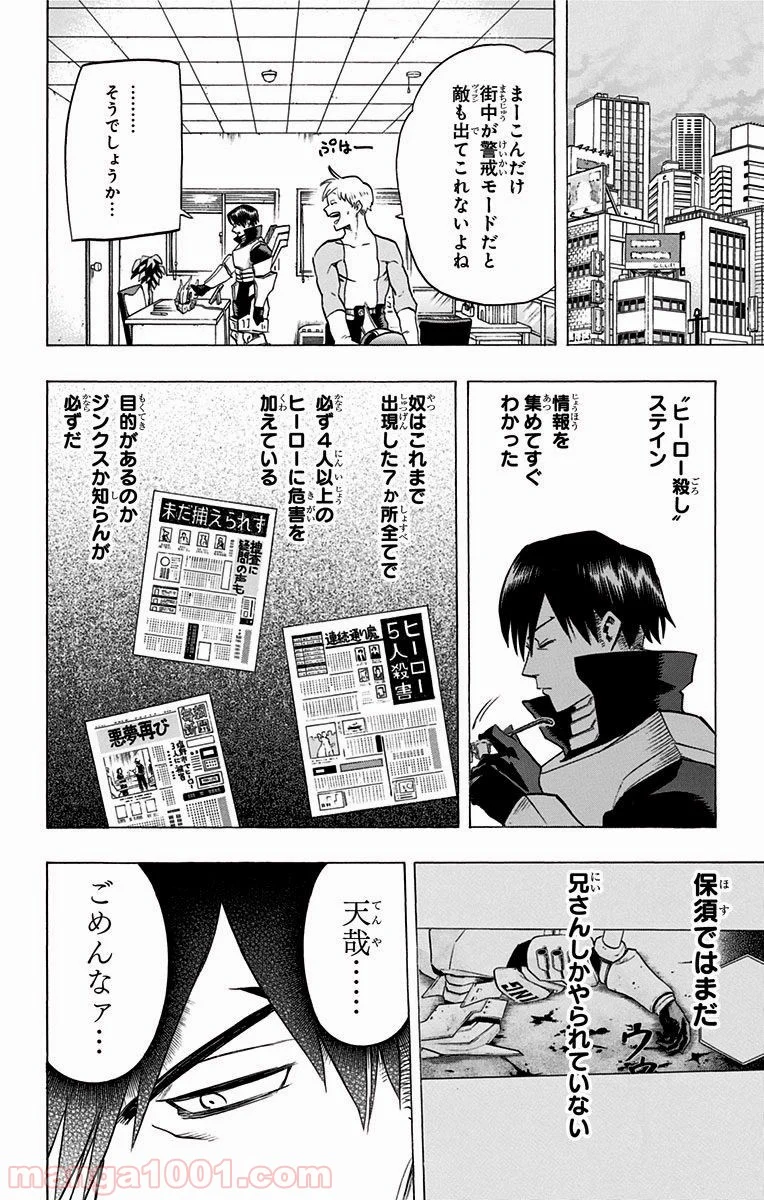 まーこんだけ
街中が警戒モードだと
敵も出てこれないよね
ぷはー
………
そうでしょうか…
〝ヒーロー殺し〟
ステイン
情報を
集めてすぐ
わかった
奴はこれまで
出現した7か所全てで
必ず4人以上の
ヒーローに危害を
加えている
目的があるのか
ジンクスか知らんが
必ずだ
未だ捕えられず
捜査に
疑問の声も
ヒーロー
5人殺害
連続通り魔
悪夢再び
保須ではまだ
兄さんしかやられていない
ING
ウウ
天哉……
ごめんなァ…
manga1001.com